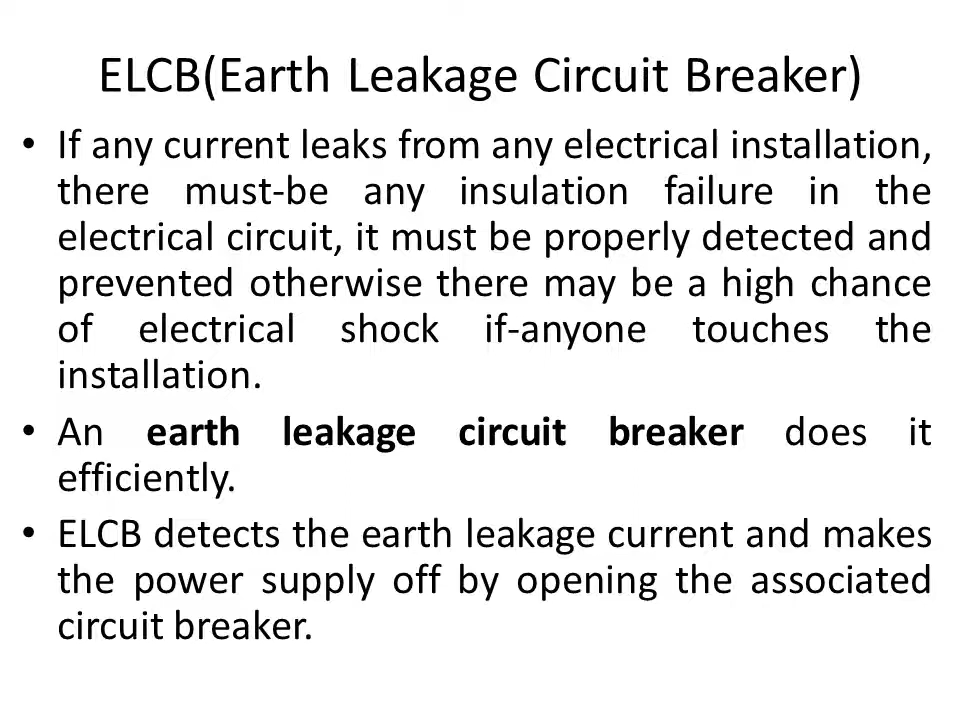 ELCB(Earth Leakage Circuit Breaker)
• If any current leaks from any electrical installation,
there must-be any insulation failure in the
electrical circuit, it must be properly detected and
prevented otherwise there may be a high chance
of electrical shock if-anyone touches the
installation.
• An earth leakage circuit breaker does it
efficiently.
• ELCB detects the earth leakage current and makes
the power supply off by opening the associated
circuit breaker.